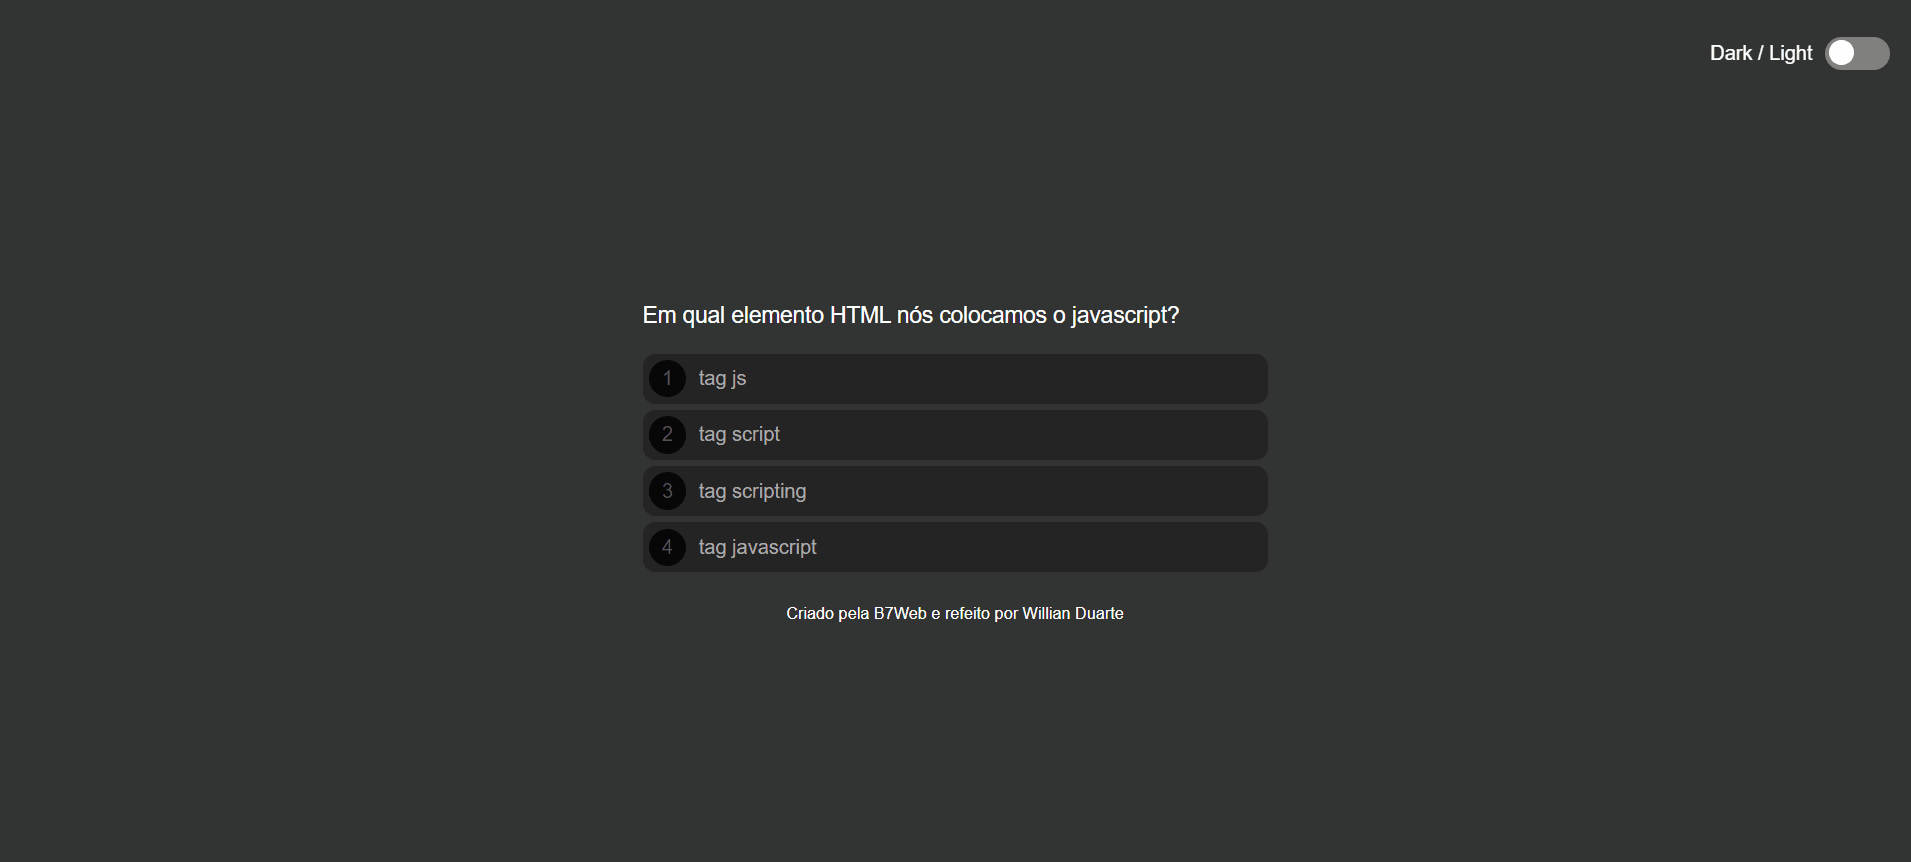 Dark / Light
Em qual elemento HTML nós colocamos o javascript?
1 tag js
2 tag script
3 tag scripting
4 tag javascript
Criado pela B7Web e refeito por Willian Duarte